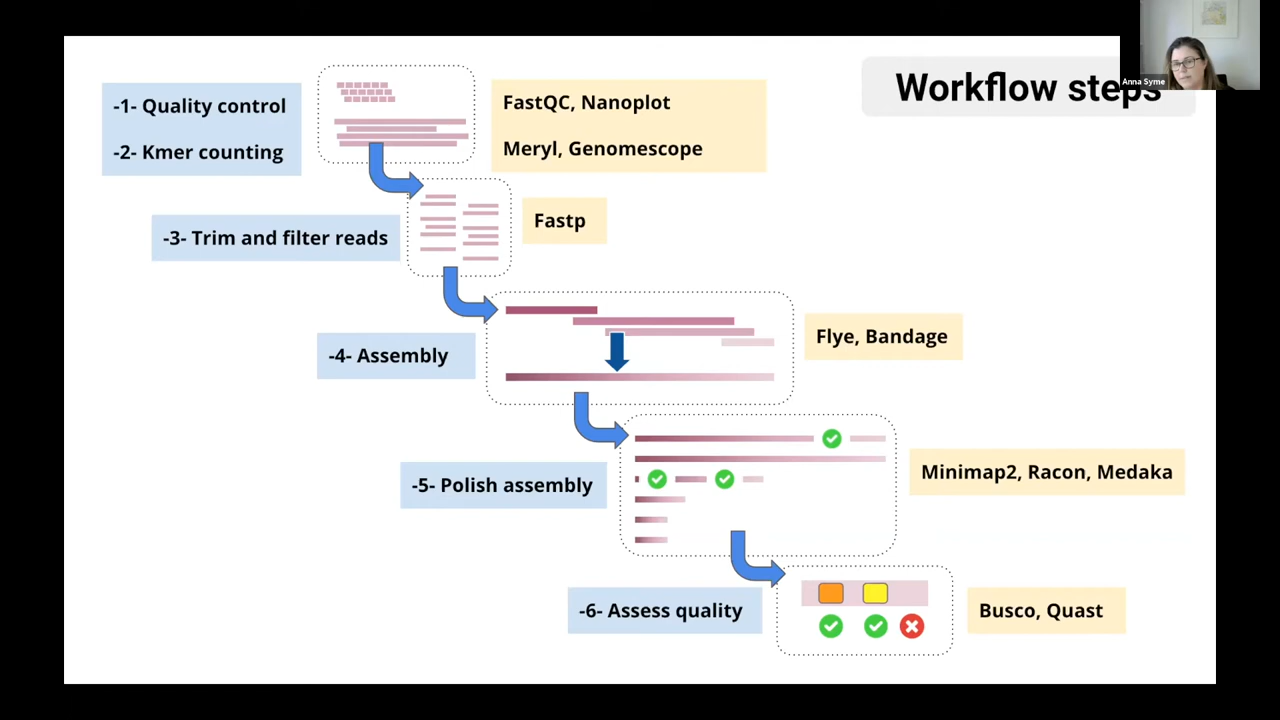 Workflow steps
Anna Syme
-1- Quality control
-2- Kmer counting
FastQC, Nanoplot
Meryl, Genomescope
-3- Trim and filter reads
Fastp
-4- Assembly
Flye, Bandage
-5- Polish assembly
Minimap2, Racon, Medaka
-6- Assess quality
Busco, Quast